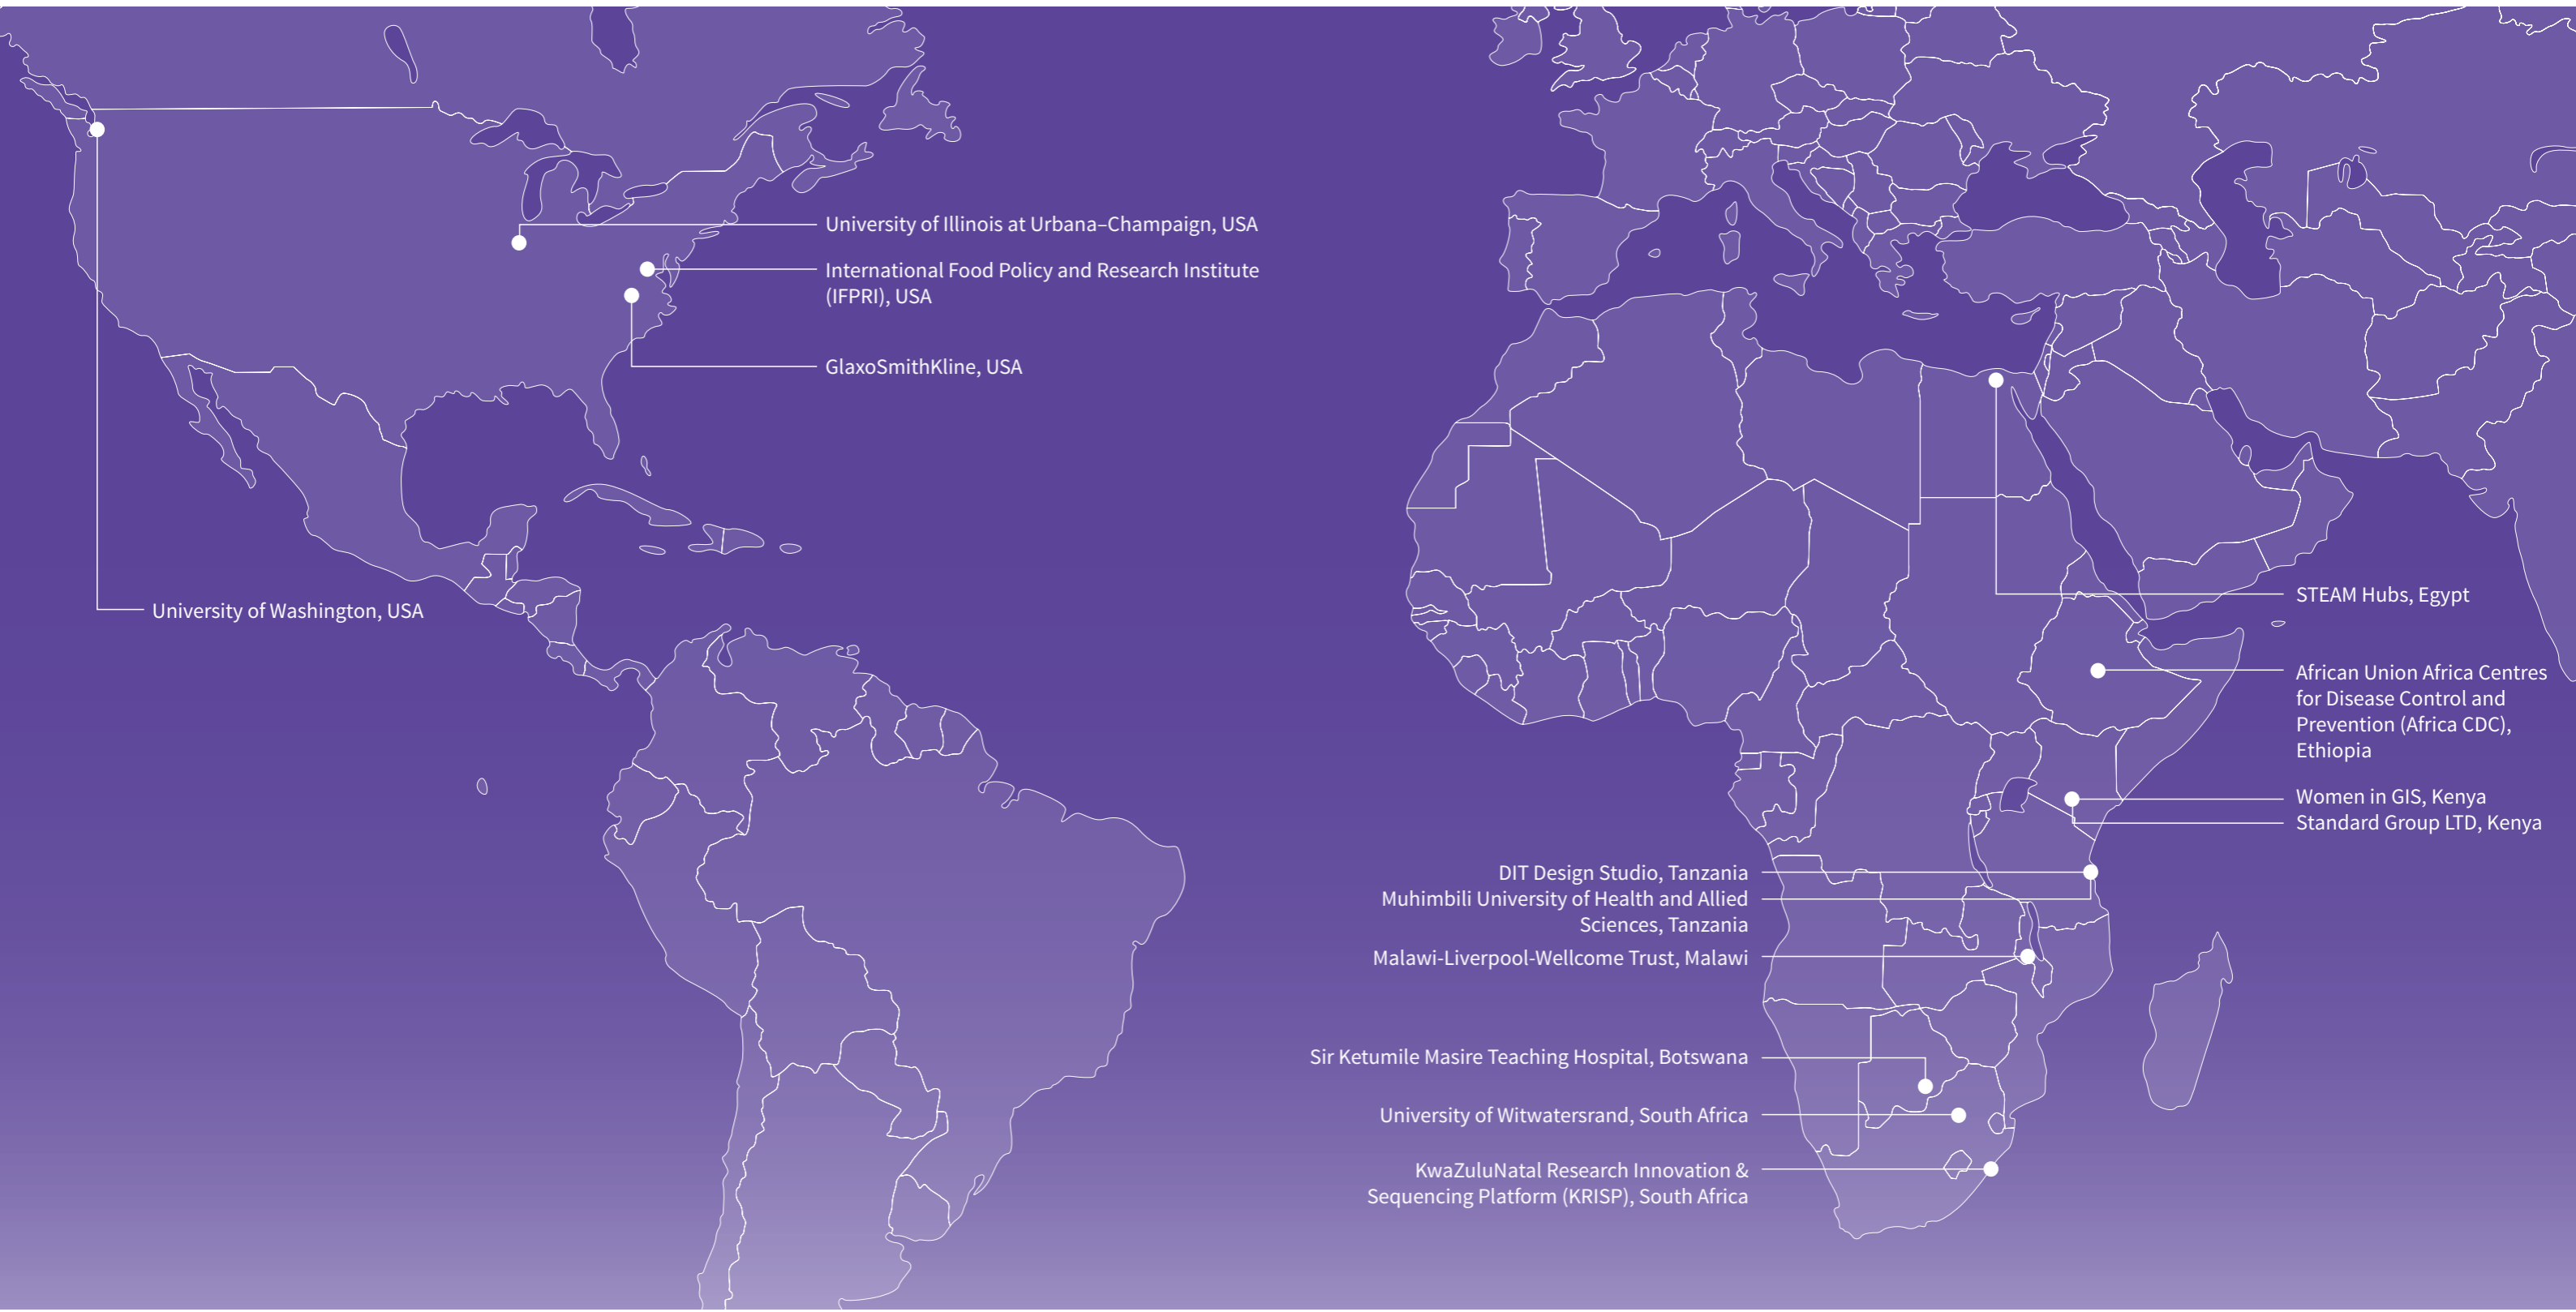 University of Illinois at Urbana–Champaign, USA
International Food Policy and Research Institute
(IFPRI), USA
GlaxoSmithKline, USA
University of Washington, USA
STEAM Hubs, Egypt
African Union Africa Centres
for Disease Control and
Prevention (Africa CDC),
Ethiopia
Women in GIS, Kenya
Standard Group LTD, Kenya
DIT Design Studio, Tanzania
Muhimbili University of Health and Allied
Sciences, Tanzania
Malawi-Liverpool-Wellcome Trust, Malawi
Sir Ketumile Masire Teaching Hospital, Botswana
University of Witwatersrand, South Africa
KwaZuluNatal Research Innovation &
Sequencing Platform (KRISP), South Africa